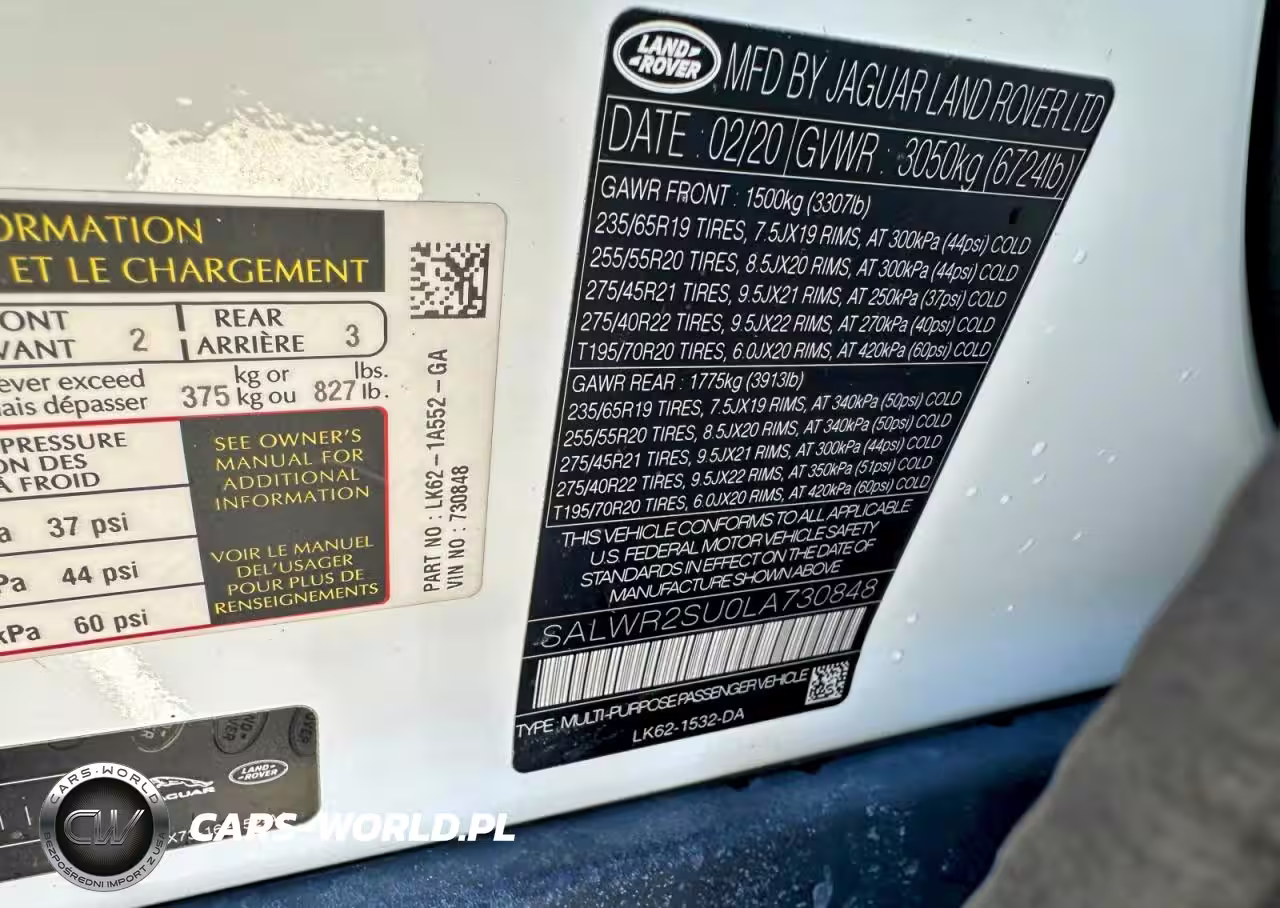 ORMATION
ET LE CHARGEMENT
ONT 2 REAR 3
VANT ARRIÈRE
ever exceed 375 kg or 827 lbs.
ais dépasser kg ou lb.
PRESSURE
ON DES
À FROID
a 37 psi
Pa 44 psi
kPa 60 psi
SEE OWNER'S
MANUAL FOR
ADDITIONAL
INFORMATION
VOIR LE MANUEL
DEL'USAGER
POUR PLUS DE
RENSEIGNEMENTS
PART NO : LK62-1A552-GA
VIN NO : 730848
LAND-
-ROVER
MFD BY JAGUAR LAND ROVER LTD
DATE : 02/20 GVWR : 3050kg (6724lb)
GAWR FRONT : 1500kg (3307lb)
235/65R19 TIRES, 7.5JX19 RIMS, AT 300kPa (44psi) COLD
255/55R20 TIRES, 8.5JX20 RIMS, AT 300kPa (44psi) COLD
275/45R21 TIRES, 9.5JX21 RIMS, AT 250kPa (37psi) COLD
275/40R22 TIRES, 9.5JX22 RIMS, AT 270kPa (40psi) COLD
T195/70R20 TIRES, 6.0JX20 RIMS, AT 420kPa (60psi) COLD
GAWR REAR : 1775kg (3913lb)
235/65R19 TIRES, 7.5JX19 RIMS, AT 340kPa (50psi) COLD
255/55R20 TIRES, 8.5JX20 RIMS, AT 340kPa (50psi) COLD
275/45R21 TIRES, 9.5JX21 RIMS, AT 300kPa (44psi) COLD
275/40R22 TIRES, 9.5JX22 RIMS, AT 350kPa (51psi) COLD
T195/70R20 TIRES, 6.0JX20 RIMS, AT 420kPa (60psi) COLD
THIS VEHICLE CONFORMS TO ALL APPLICABLE
U.S. FEDERAL MOTOR VEHICLE SAFETY
STANDARDS IN EFFECT ON THE DATE OF
MANUFACTURE SHOWN ABOVE
SALWR2SU0LA730848
TYPE : MULTI-PURPOSE PASSENGER VEHICLE
LK62-1532-DA
LAND-
-ROVER
CARS-WORLD
CW
BEZPOŚREDNI IMPORT Z USA
CARS-WORLD.PL